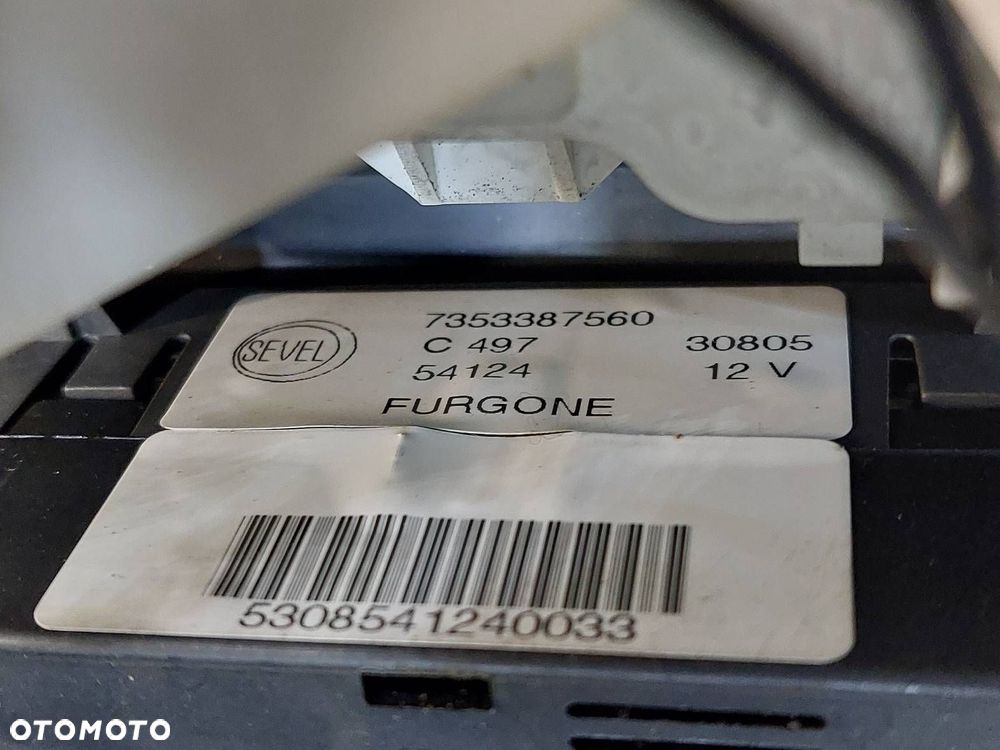 SEVEL
7353387560
C 497 30805
54124 12 V
FURGONE
5308541240033
OTOMOTO